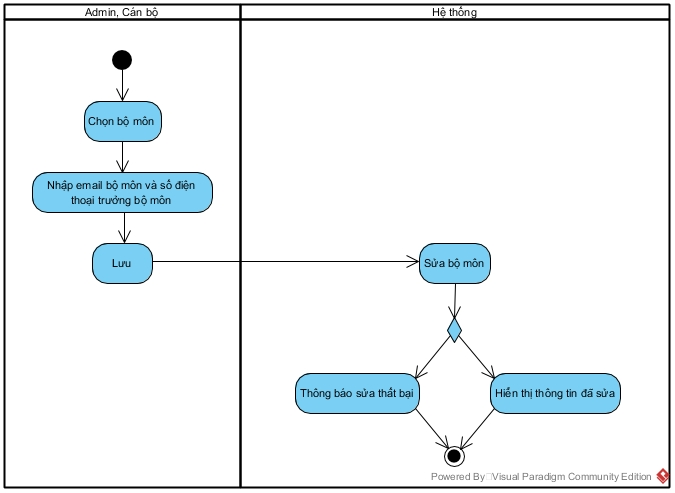 Admin, Cán bộ
Hệ thống
Chọn bộ môn
Nhập email bộ môn và số điện
thoại trưởng bộ môn
Lưu
Sửa bộ môn
Thông báo sửa thất bại
Hiển thị thông tin đã sửa
Powered By Visual Paradigm Community Edition